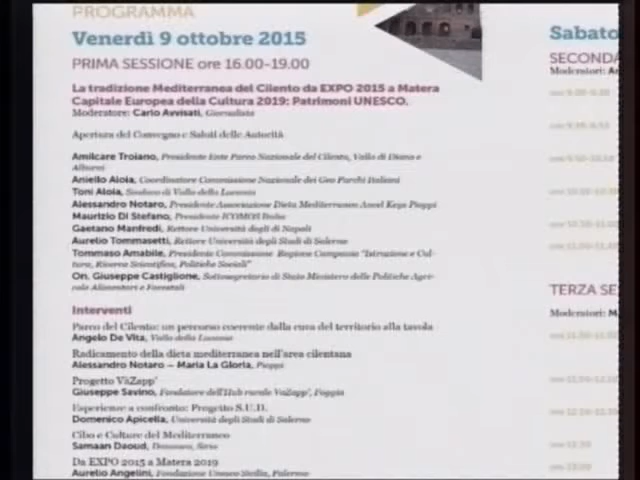 PROGRAMMA
Venerdì 9 ottobre 2015
PRIMA SESSIONE ore 16.00-19.00
La tradizione Mediterranea del Cilento da EXPO 2015 a Matera
Capitale Europea della Cultura 2019: Patrimoni UNESCO.
Moderatore: Carlo Avvisati, Giornalista
Apertura del Convegno e Saluti delle Autorità
Amilcare Troiano, Presidente Ente Parco Nazionale del Cilento, Vallo di Diano e
Alburni
Aniello Aloia, Coordinatore Commissione Nazionale dei Geo Parchi Italiani
Toni Aloia, Sindaco di Vallo della Lucania
Alessandro Notaro, Presidente Associazione Dieta Mediterranea Ancel Keys Pioppi
Maurizio Di Stefano, Presidente ICOMOS Italia
Gaetano Manfredi, Rettore Università degli di Napoli
Aurelio Tommasetti, Rettore Università degli Studi di Salerno
Tommaso Amabile, Presidente Commissione Regione Campania "Istruzione e Cul-
tura, Ricerca Scientifica, Politiche Sociali"
On. Giuseppe Castiglione, Sottosegretario di Stato Ministero delle Politiche Agri-
cole Alimentari e Forestali
Interventi
Parco del Cilento: un percorso coerente dalla cura del territorio alla tavola
Angelo De Vita, Vallo della Lucania
Radicamento della dieta mediterranea nell'area cilentana
Alessandro Notaro – Maria La Gloria, Pioppi
Progetto VàZapp'
Giuseppe Savino, Fondatore dell'Hub rurale VaZapp', Foggia
Esperienze a confronto: Progetto S.U.D.
Domenico Apicella, Università degli Studi di Salerno
Cibo e Culture del Mediterraneo
Samaan Daoud, Damasco, Siria
Da EXPO 2015 a Matera 2019
Aurelio Angelini, Fondazione Unesco Sicilia, Palermo
Sabato
SECONDA
Moderatori:
TERZA SE
Moderatori: M